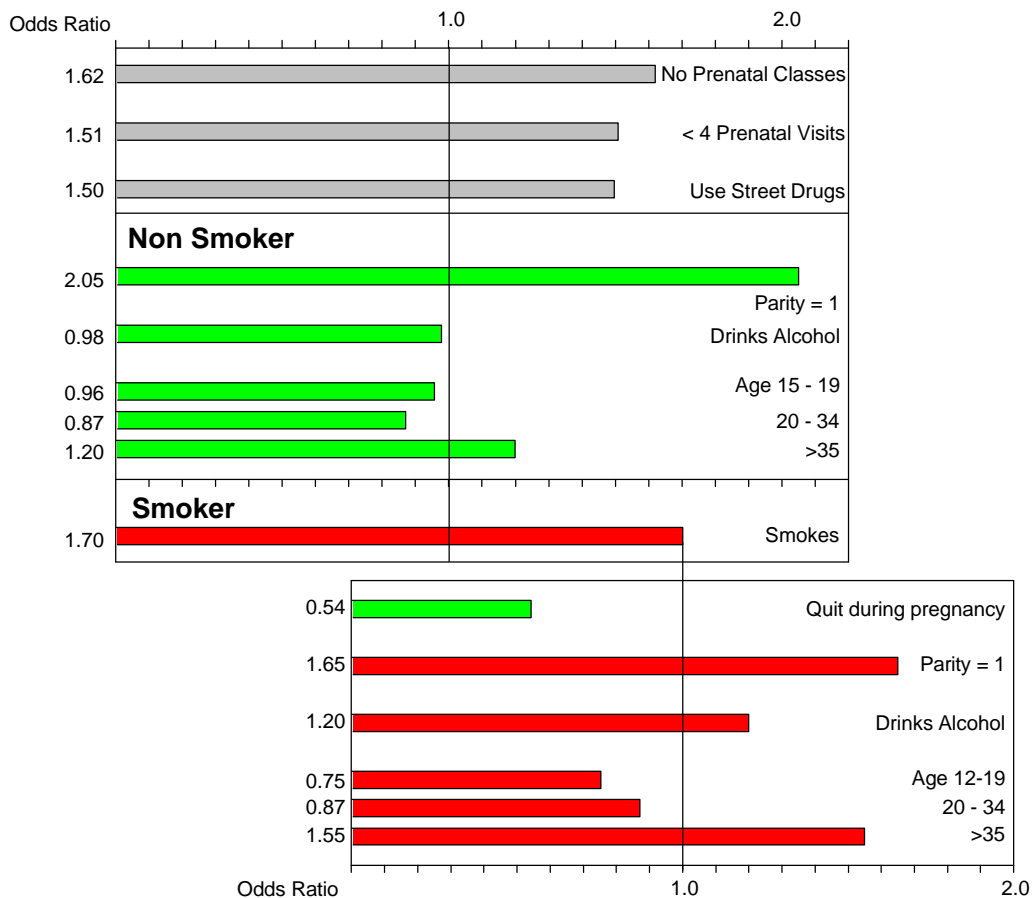 Odds Ratio 1.0 2.0
1.62 No Prenatal Classes
1.51 < 4 Prenatal Visits
1.50 Use Street Drugs
Non Smoker
2.05
Parity = 1
0.98 Drinks Alcohol
0.96 Age 15 - 19
0.87 20 - 34
1.20 >35
Smoker
1.70 Smokes
0.54 Quit during pregnancy
1.65 Parity = 1
1.20 Drinks Alcohol
0.75 Age 12-19
0.87 20 - 34
1.55 >35
Odds Ratio 1.0 2.0